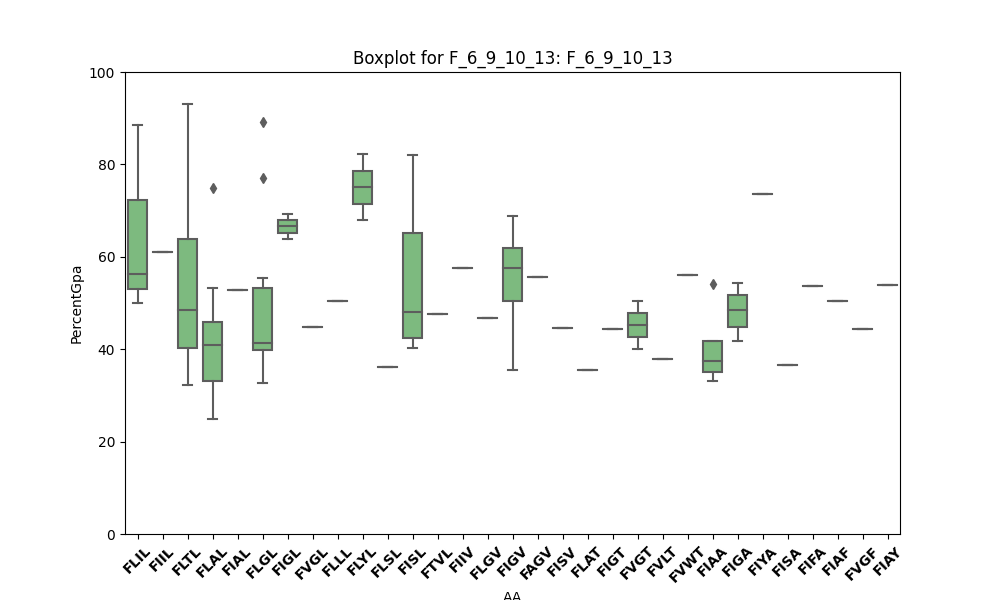 Boxplot for F_6_9_10_13: F_6_9_10_13
100
80
60
40
20
0
PercentGpa
FLIL
FIIL
FLTL
FLAL
FIAL
FLGL
FIGL
FVGL
FLLL
FLYL
FLSL
FISL
FTVL
FIIV
FLGV
FIGV
FAGV
FISV
FLAT
FIGT
FVGT
FVLT
FVWT
FIAA
FIGA
FIYA
FISA
FIFA
FIAF
FVGF
FIAY
AA